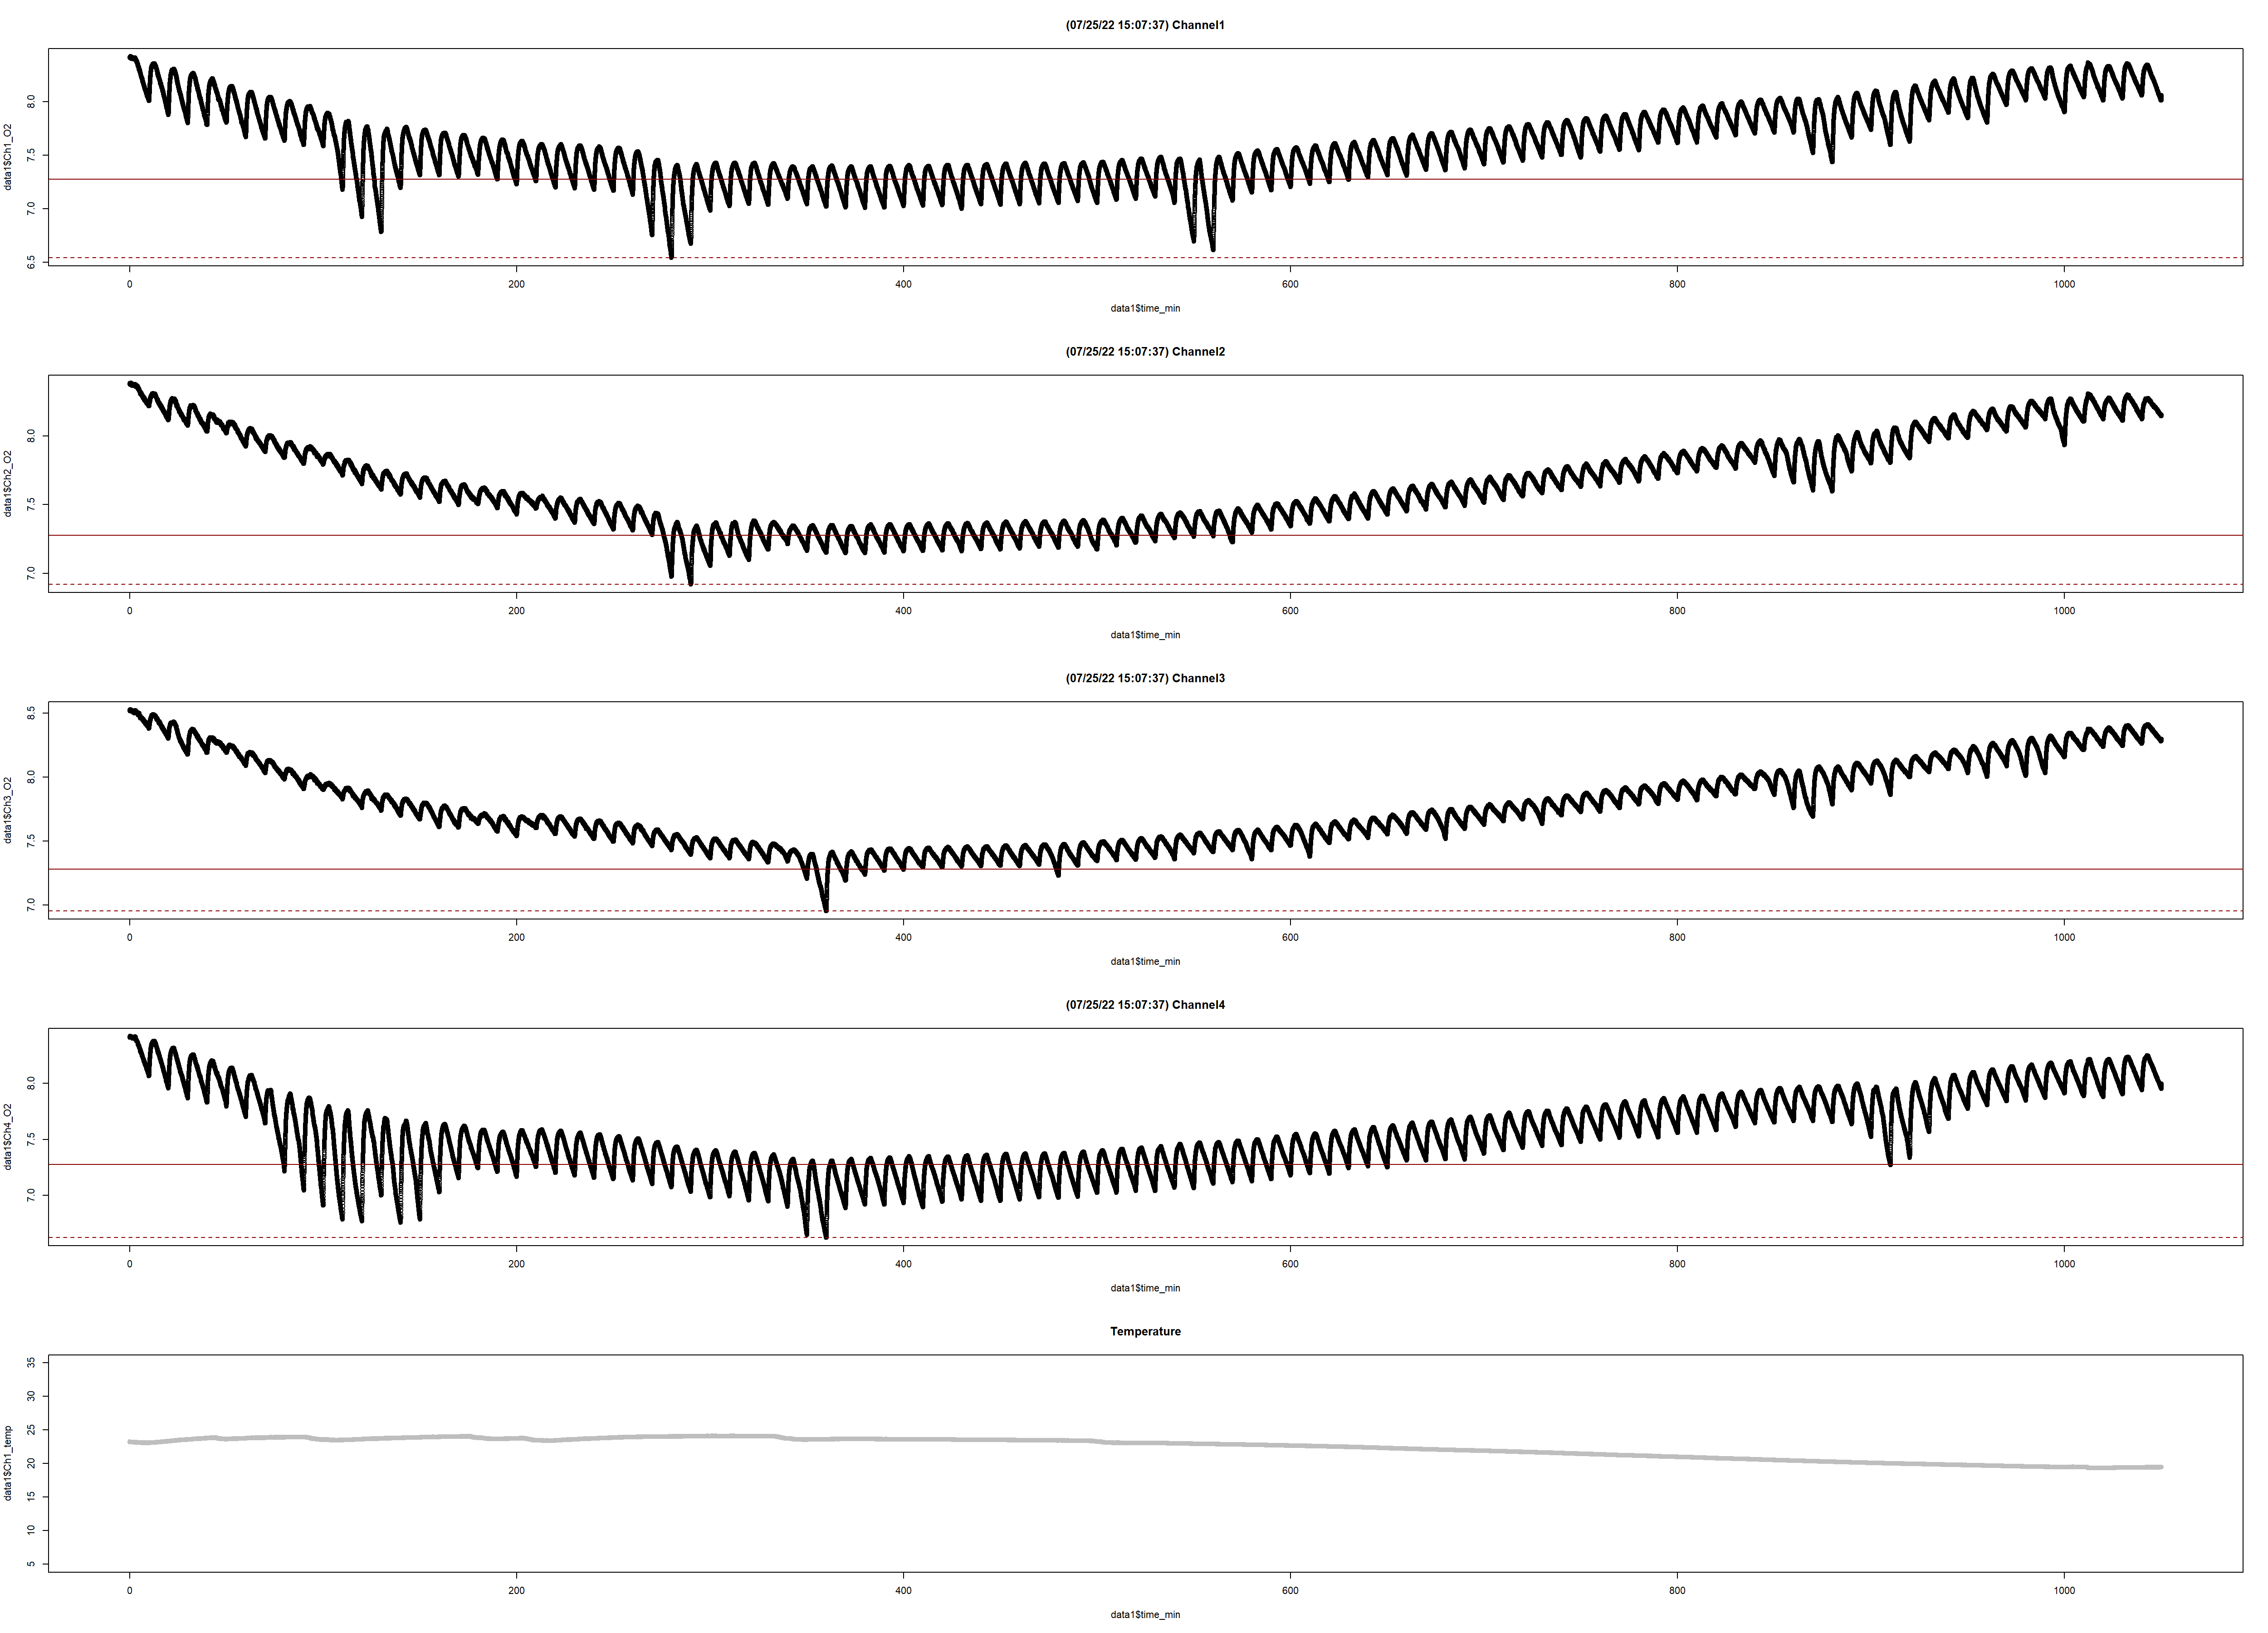 (07/25/22 15:07:37) Channel1
data1$Ch1_O2
8.0
7.5
7.0
6.5
0 200 400 600 800 1000
data1$time_min
(07/25/22 15:07:37) Channel2
data1$Ch2_O2
8.0
7.5
7.0
0 200 400 600 800 1000
data1$time_min
(07/25/22 15:07:37) Channel3
data1$Ch3_O2
8.5
8.0
7.5
7.0
0 200 400 600 800 1000
data1$time_min
(07/25/22 15:07:37) Channel4
data1$Ch4_O2
8.0
7.5
7.0
0 200 400 600 800 1000
data1$time_min
Temperature
data1$Ch1_temp
35
30
25
20
15
10
5
0 200 400 600 800 1000
data1$time_min